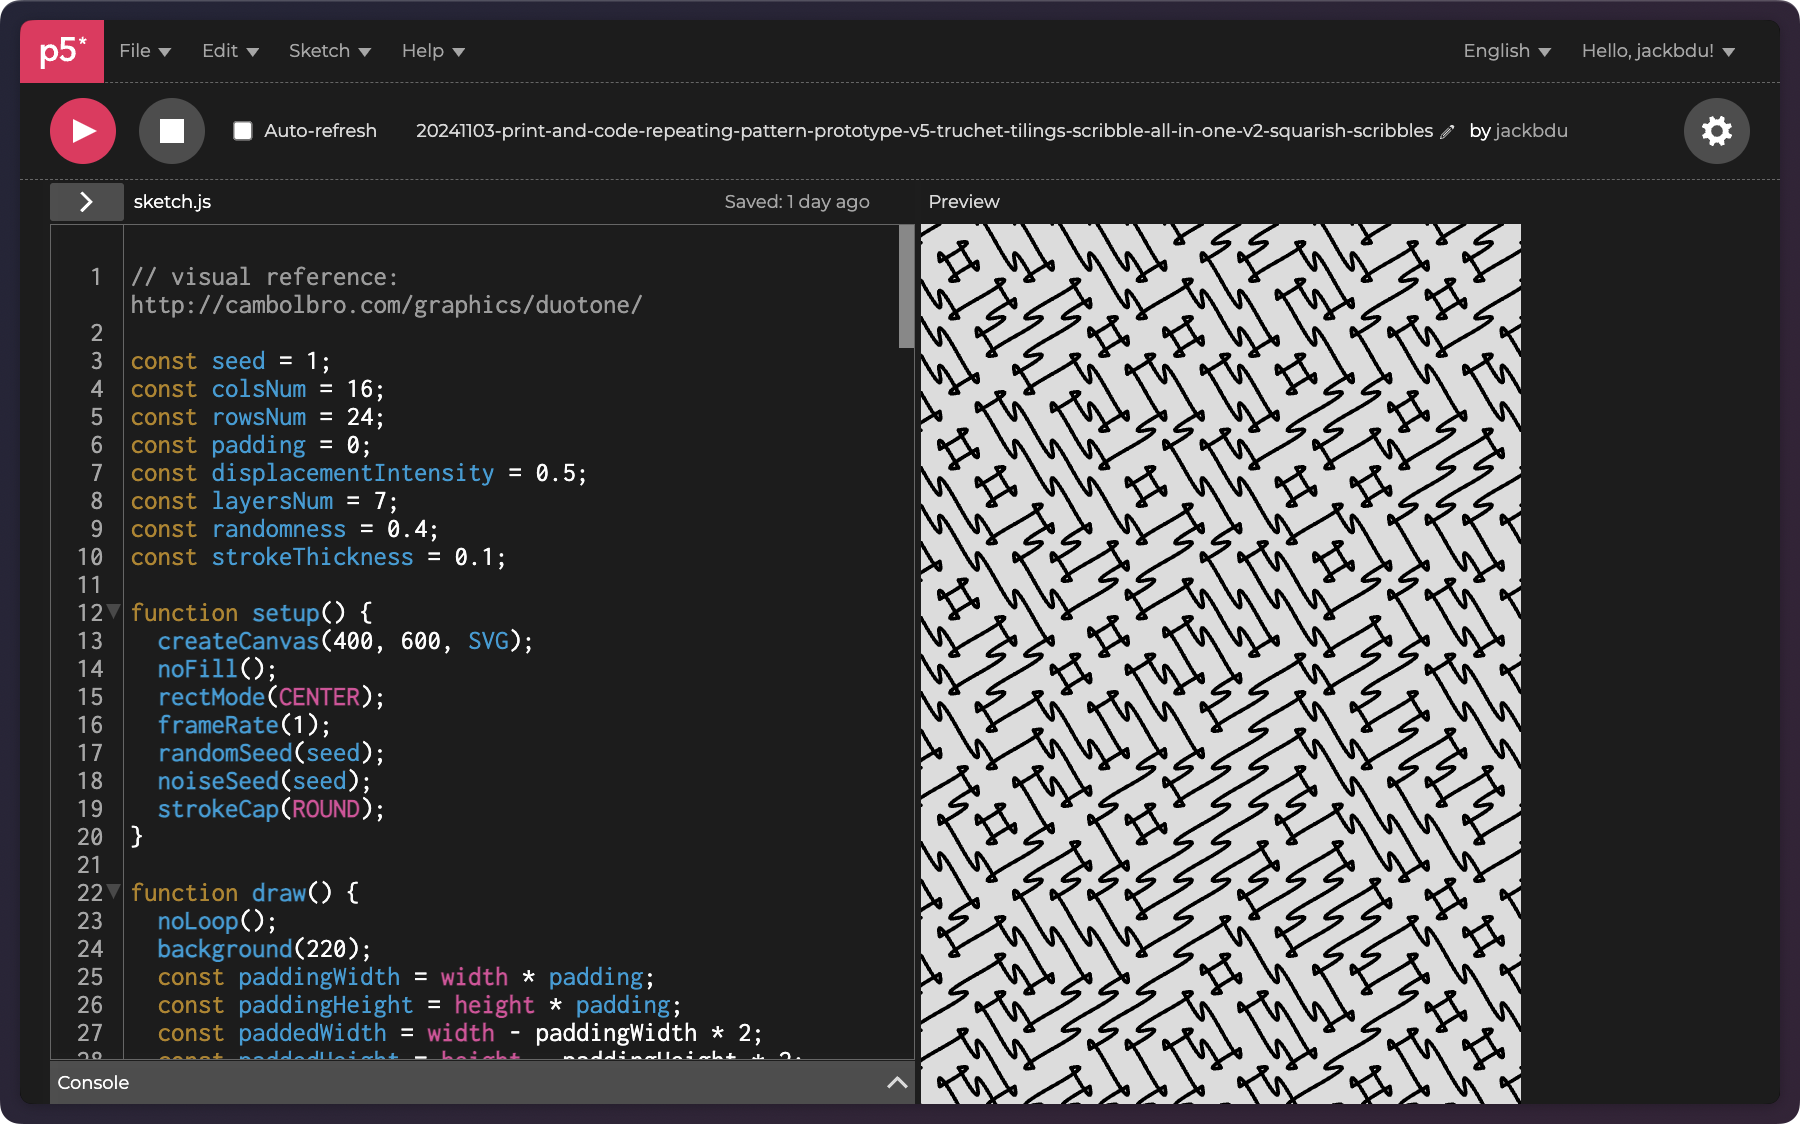 p5*
File
Edit
Sketch
Help
English
Hello, jackbdu!
Auto-refresh
20241103-print-and-code-repeating-pattern-prototype-v5-truchet-tilings-scribble-all-in-one-v2-squarish-scribbles
by jackbdu
sketch.js
Saved: 1 day ago
Preview
1 // visual reference:
http://cambolbro.com/graphics/duotone/
2
3 const seed = 1;
4 const colsNum = 16;
5 const rowsNum = 24;
6 const padding = 0;
7 const displacementIntensity = 0.5;
8 const layersNum = 7;
9 const randomness = 0.4;
10 const strokeThickness = 0.1;
11
12 function setup() {
13 createCanvas(400, 600, SVG);
14 noFill();
15 rectMode(CENTER);
16 frameRate(1);
17 randomSeed(seed);
18 noiseSeed(seed);
19 strokeCap(ROUND);
20 }
21
22 function draw() {
23 noLoop();
24 background(220);
25 const paddingWidth = width * padding;
26 const paddingHeight = height * padding;
27 const paddedWidth = width - paddingWidth * 2;
28 const paddedHeight = height - paddingHeight * 2;
Console